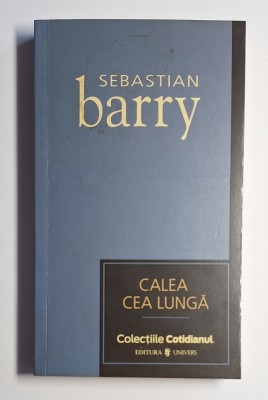 SEBASTIAN
barry
CALEA
CEA LUNGĂ
Colecțiile Cotidianul.
EDITURA UNIVERS